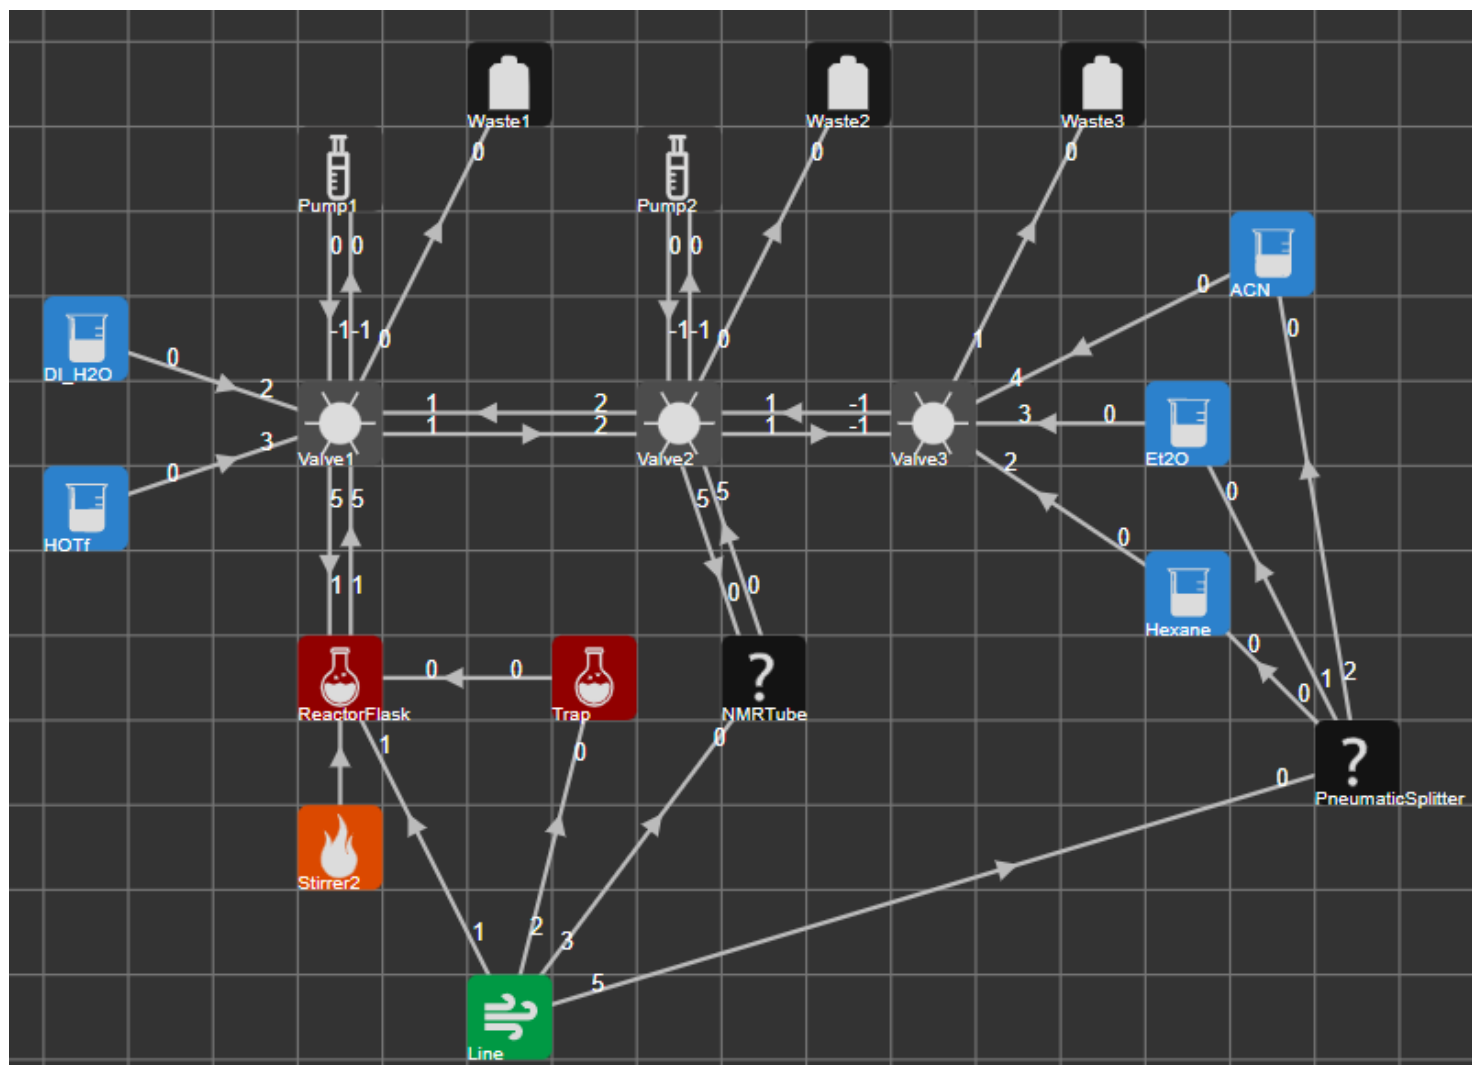 Waste1
Waste2
Waste3
0 0 0
Pump1
Pump2
0 0 0 0
ACN
0
0
DI_H2O
0
-1 -1 0
-1 -1 0
1
2
4
1 2 1 -1
3 0
1 2 1 -1
Valve1
Valve2
Valve3
Et2O
3
2
0
HOTf
5 5
5 5
0
0
1 1
0 0
Hexane
0
0 0
1 2
0
ReactorFlask
Trap
NMRTube
1
0
0
0
PneumaticSplitter
Stirrer2
1
2
3
5
Line